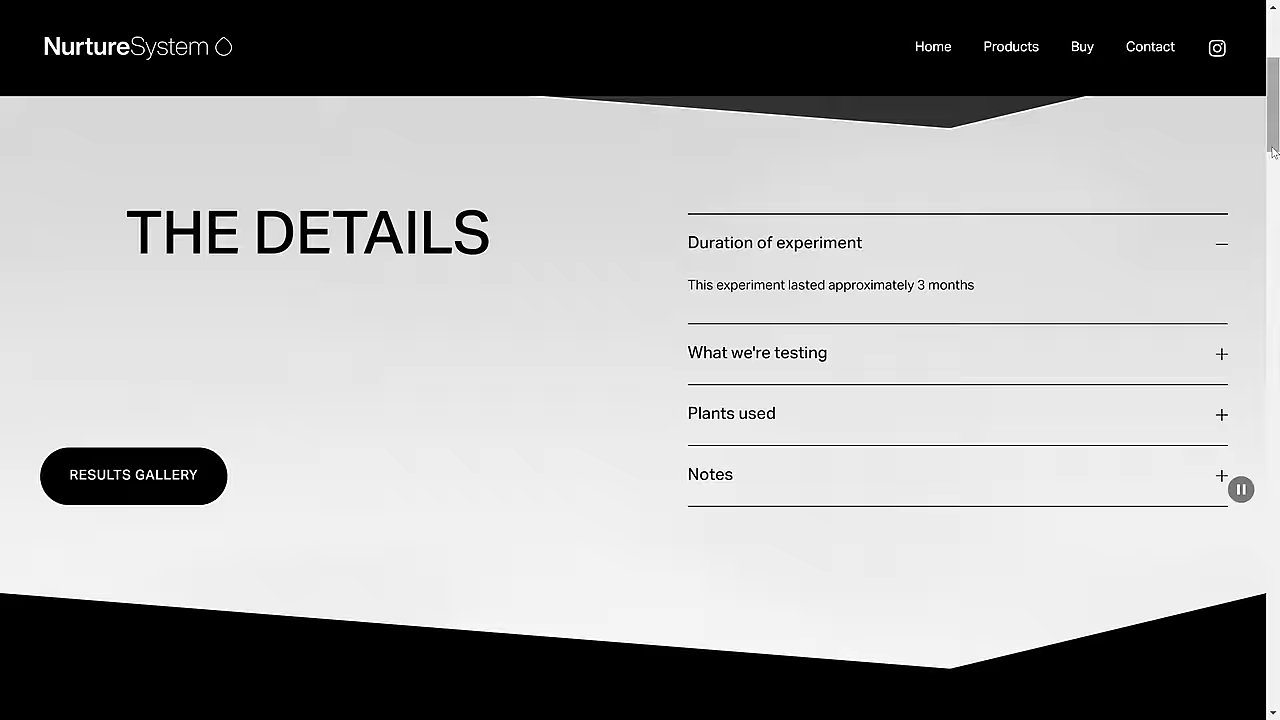 NurtureSystem
Home Products Buy Contact
THE DETAILS
Duration of experiment
This experiment lasted approximately 3 months
What we're testing
Plants used
Notes
RESULTS GALLERY